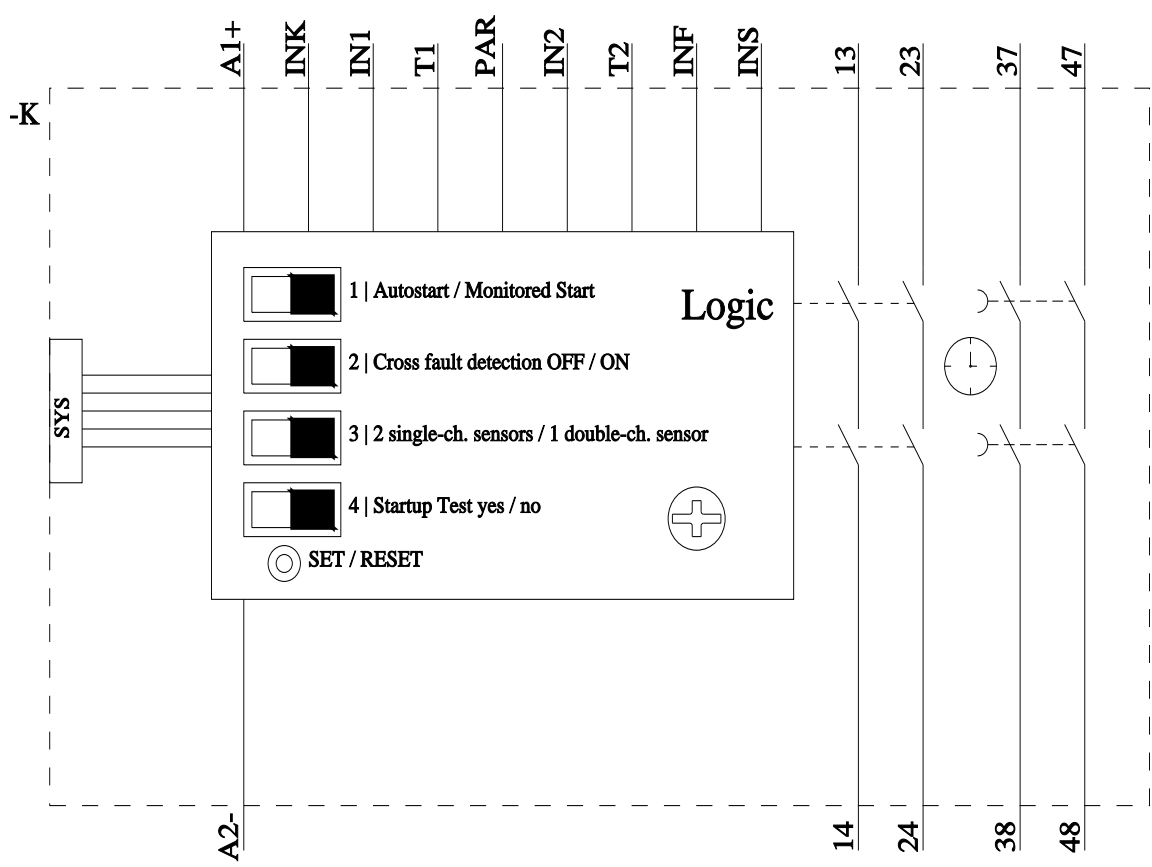 A1+
INK
IN1
T1
PAR
IN2
T2
INF
INS
13
23
37
47
-K
1 | Autostart / Monitored Start
Logic
2 | Cross fault detection OFF / ON
SYS
3 | 2 single-ch. sensors / 1 double-ch. sensor
4 | Startup Test yes / no
SET / RESET
A2-
14
24
38
48